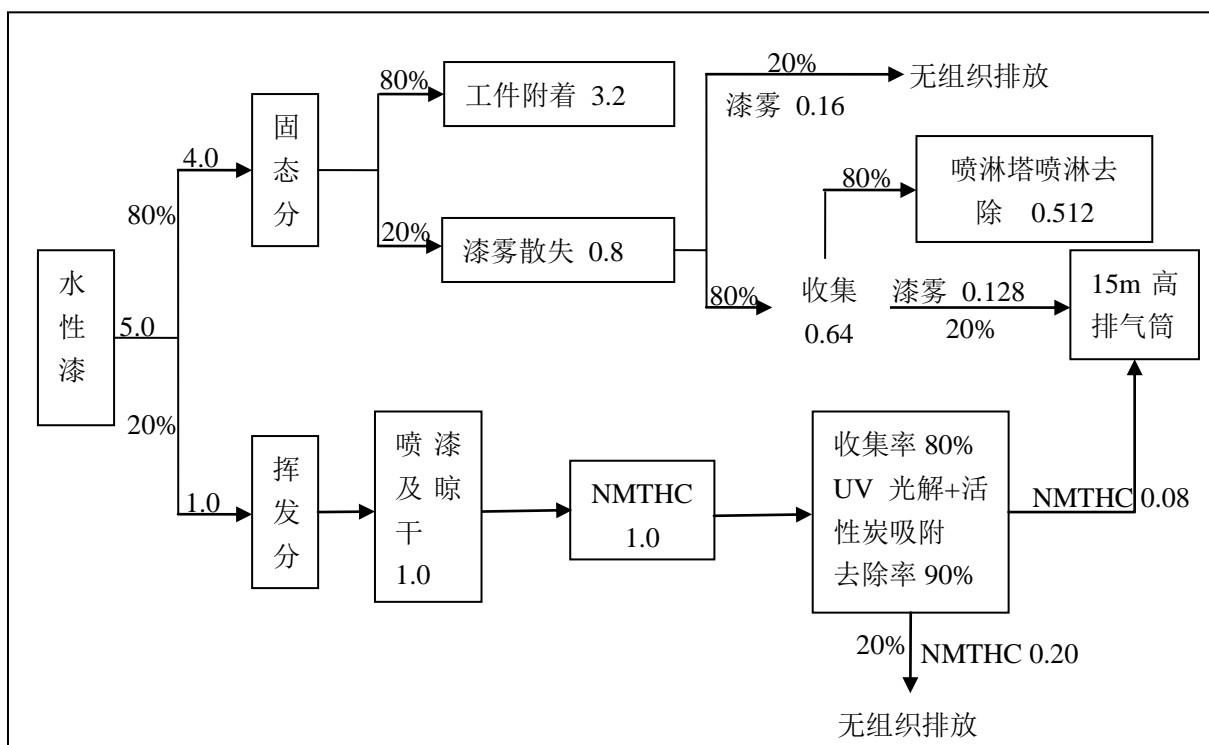 水性漆
5.0
80%
4.0
固态分
80%
工件附着 3.2
20%
漆雾散失 0.8
20%
漆雾 0.16
无组织排放
80%
收集
0.64
80%
喷淋塔喷淋去
除 0.512
漆雾 0.128
20%
15m 高
排气筒
20%
1.0
挥发分
喷漆
及晾
干
1.0
NMTHC
1.0
收集率 80%
UV 光解+活
性炭吸附
去除率 90%
NMTHC 0.08
20%
NMTHC 0.20
无组织排放